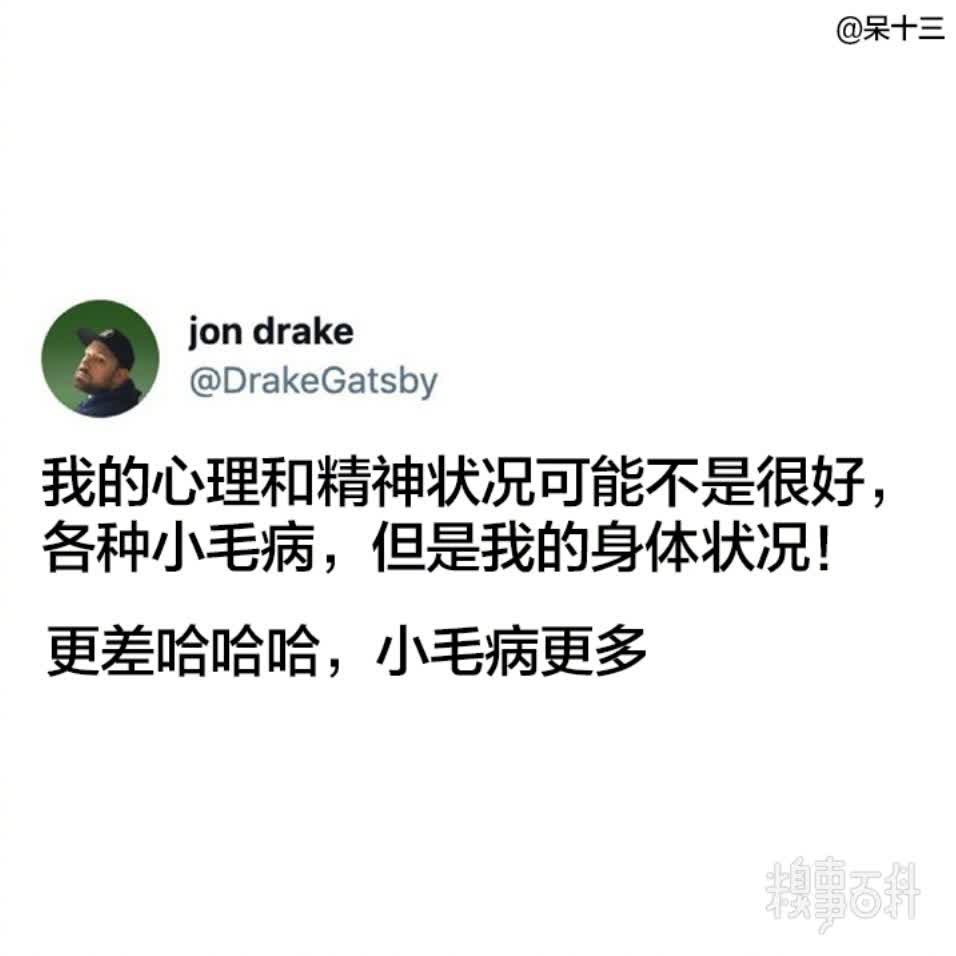 @呆十三
jon drake
@DrakeGatsby
我的心理和精神状况可能不是很好，
各种小毛病，但是我的身体状况！
更差哈哈哈，小毛病更多
糗事百科